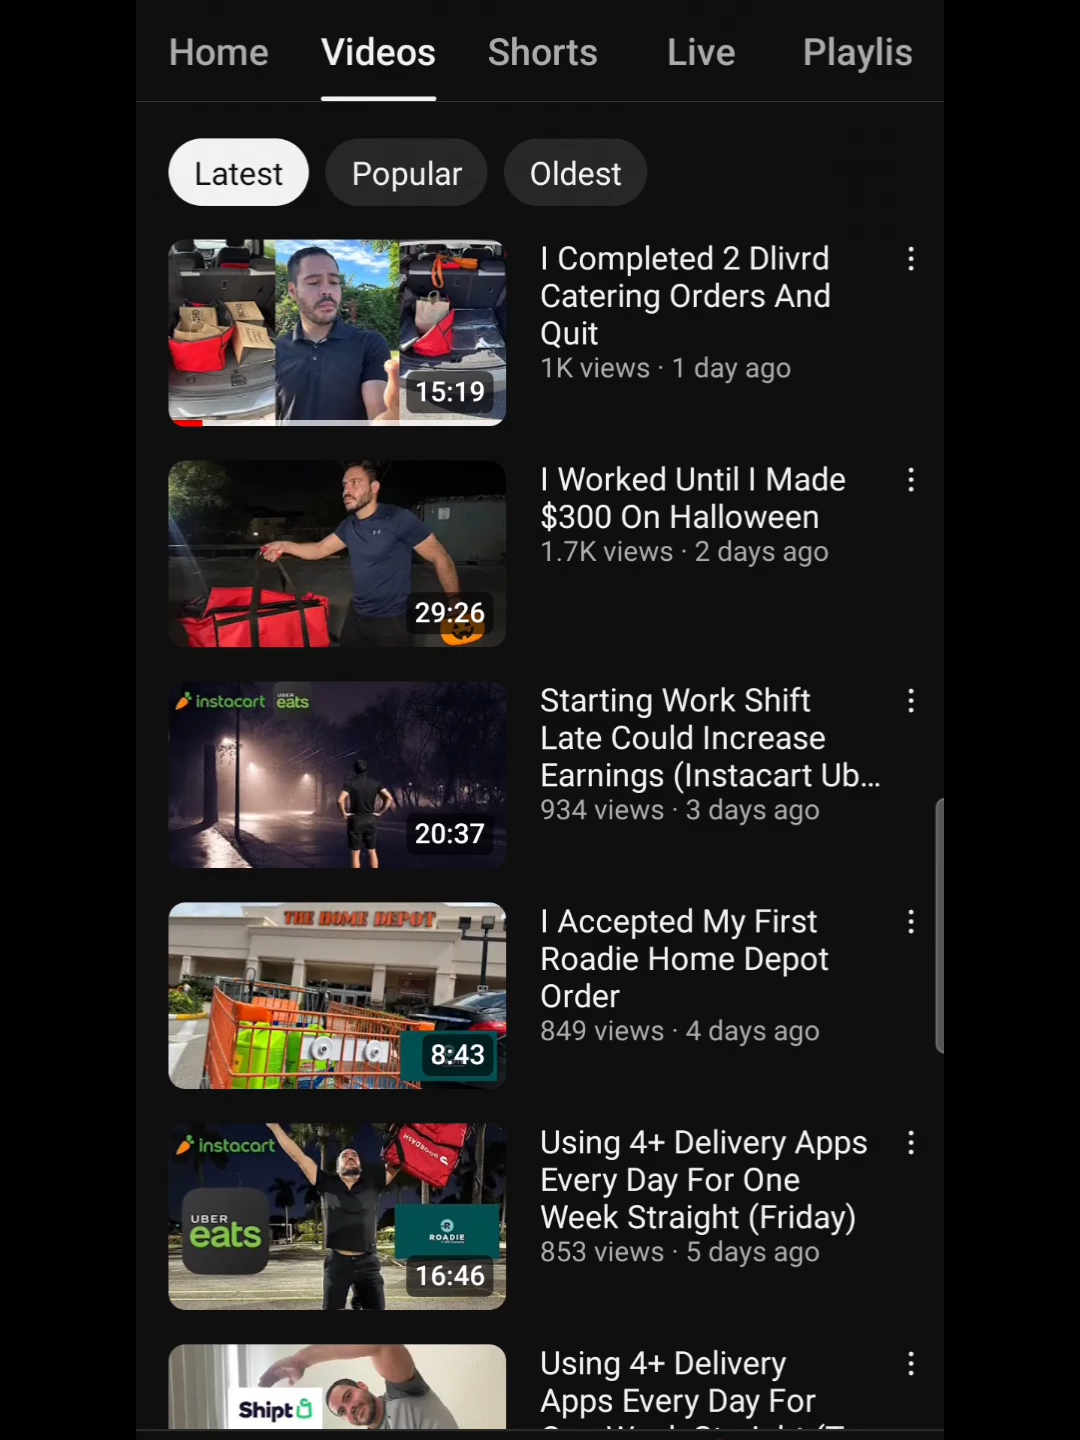 Home Videos Shorts Live Playlis
Latest Popular Oldest
I Completed 2 Dlivrd
Catering Orders And
Quit
1K views · 1 day ago
15:19
I Worked Until I Made
$300 On Halloween
1.7K views · 2 days ago
29:26
instacart UBER eats
Starting Work Shift
Late Could Increase
Earnings (Instacart Ub...
934 views · 3 days ago
20:37
THE HOME DEPOT
I Accepted My First
Roadie Home Depot
Order
849 views · 4 days ago
8:43
instacart
DOORDASH
UBER
eats
ROADIE
16:46
Using 4+ Delivery Apps
Every Day For One
Week Straight (Friday)
853 views · 5 days ago
Shipt
Using 4+ Delivery
Apps Every Day For